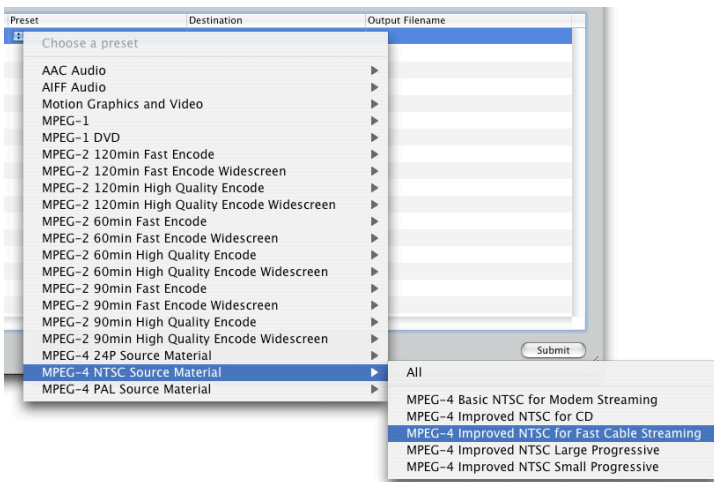 Preset Destination Output Filename
Choose a preset
AAC Audio
AIFF Audio
Motion Graphics and Video
MPEG-1
MPEG-1 DVD
MPEG-2 120min Fast Encode
MPEG-2 120min Fast Encode Widescreen
MPEG-2 120min High Quality Encode
MPEG-2 120min High Quality Encode Widescreen
MPEG-2 60min Fast Encode
MPEG-2 60min Fast Encode Widescreen
MPEG-2 60min High Quality Encode
MPEG-2 60min High Quality Encode Widescreen
MPEG-2 90min Fast Encode
MPEG-2 90min Fast Encode Widescreen
MPEG-2 90min High Quality Encode
MPEG-2 90min High Quality Encode Widescreen
MPEG-4 24P Source Material
MPEG-4 NTSC Source Material
MPEG-4 PAL Source Material
Submit
All
MPEG-4 Basic NTSC for Modem Streaming
MPEG-4 Improved NTSC for CD
MPEG-4 Improved NTSC for Fast Cable Streaming
MPEG-4 Improved NTSC Large Progressive
MPEG-4 Improved NTSC Small Progressive